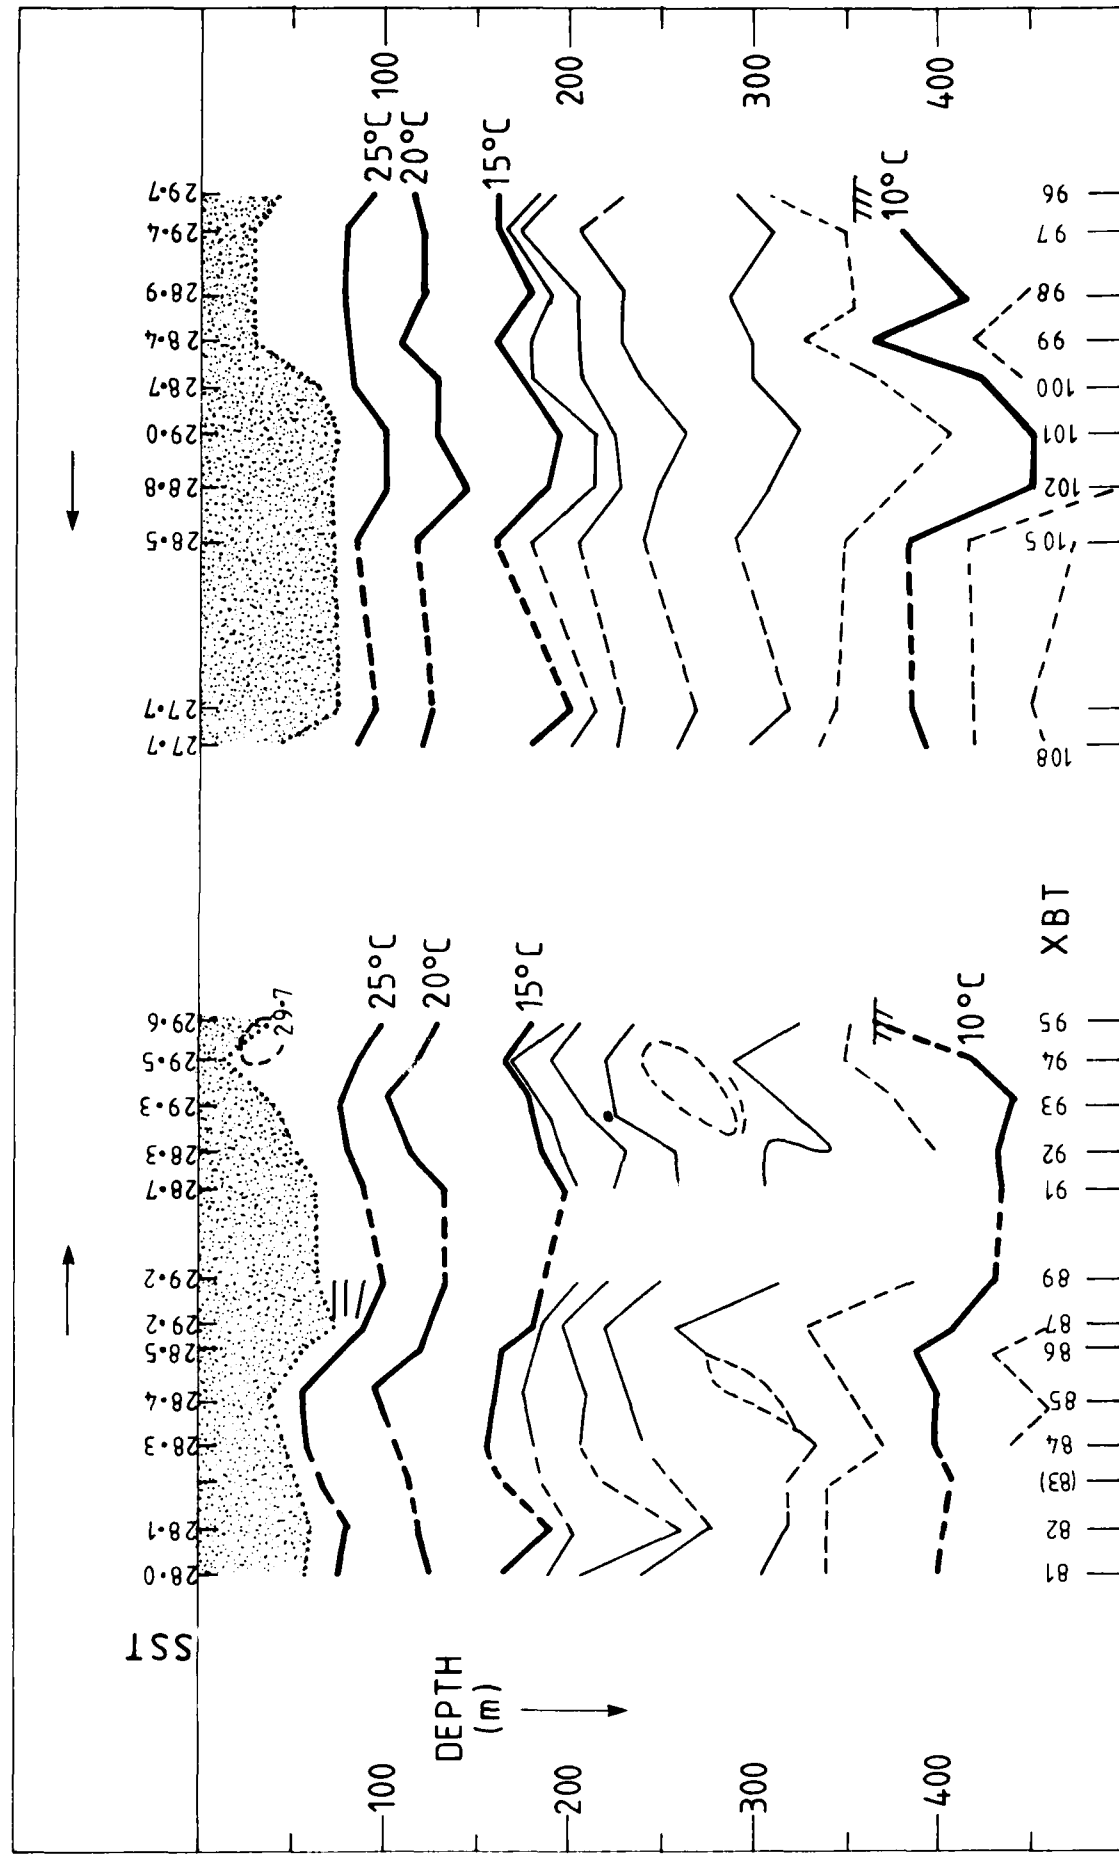 SST
28.0 28.1 28.3 28.4 28.5 29.2 29.2 28.7 28.3 29.3 29.5 29.6
27.7 27.7 28.5 28.8 29.0 28.7 28.4 28.9 29.4 29.7
29.7
DEPTH
(m)
100
200
300
400
25°C
20°C
15°C
10°C
25°C
20°C
15°C
10°C
100
200
300
400
81 82 (83) 84 85 86 87 89 91 92 93 94 95
XBT
108 105 102 101 100 99 98 97 96